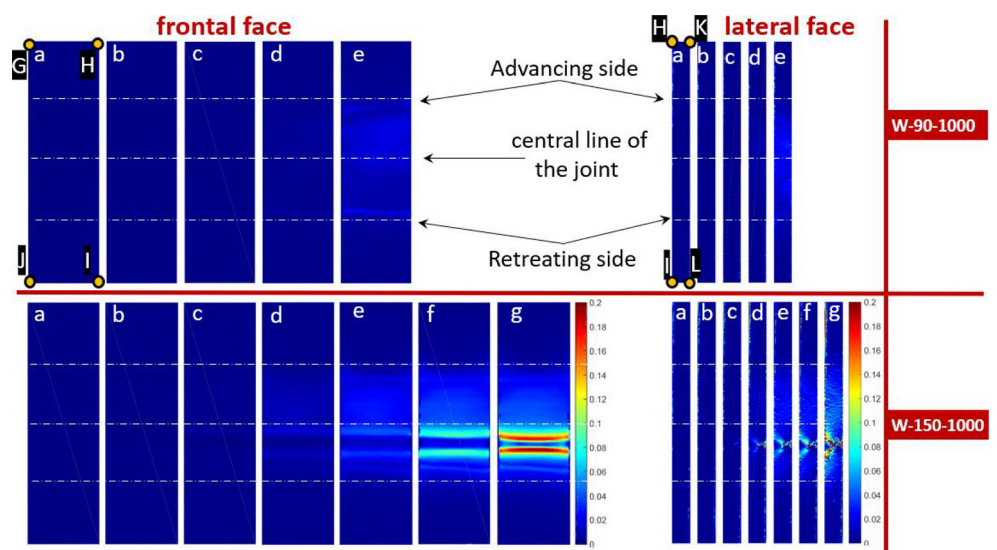 frontal face
lateral face
G
H
a
b
c
d
e
H
K
a
b
c
d
e
Advancing side
central line of
the joint
Retreating side
J
I
I
L
W-90-1000
a
b
c
d
e
f
g
0.2
0.18
0.16
0.14
0.12
0.1
0.08
0.06
0.04
0.02
0
a
b
c
d
e
f
g
0.2
0.18
0.16
0.14
0.12
0.1
0.08
0.06
0.04
0.02
0
W-150-1000